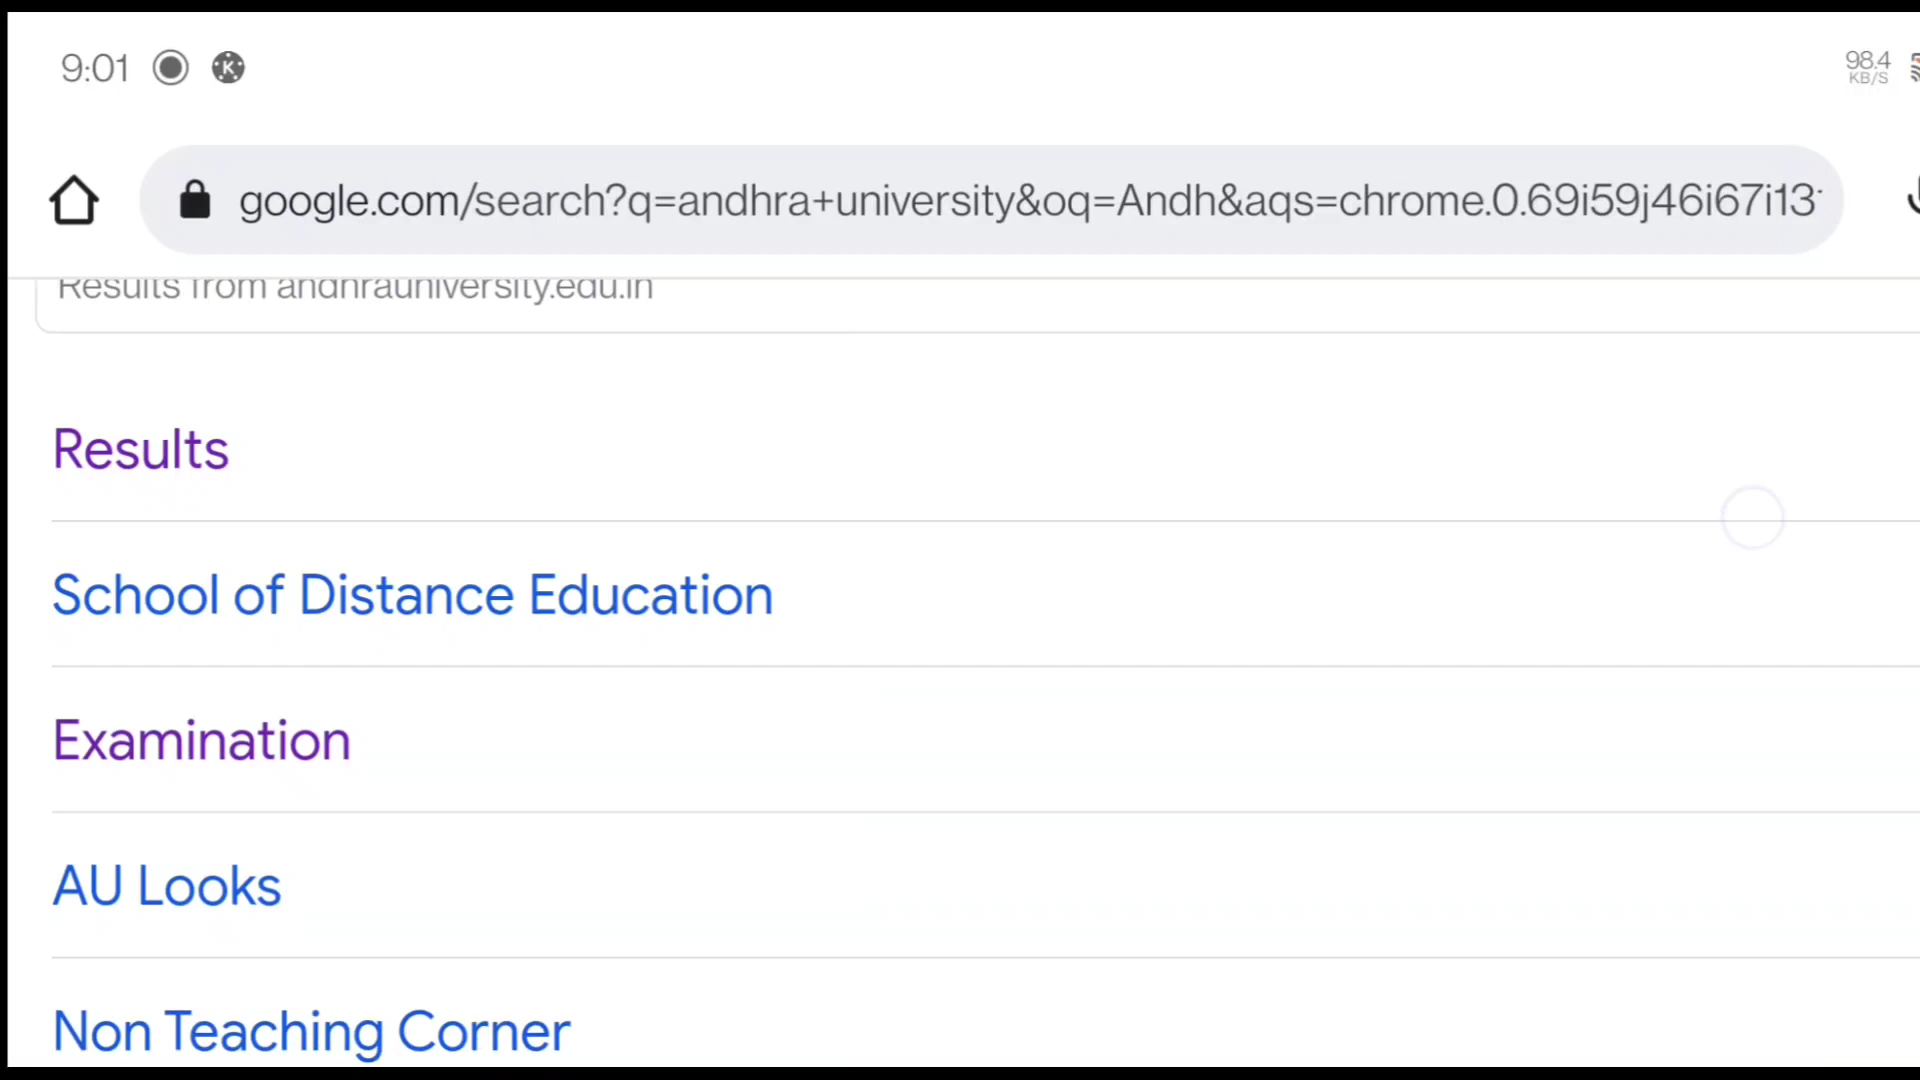 9:01 K 98.4
KB/S
google.com/search?q=andhra+university&oq=Andh&aqs=chrome.0.69i59j46i67i13
Results from andhrauniversity.edu.in
Results
School of Distance Education
Examination
AU Looks
Non Teaching Corner